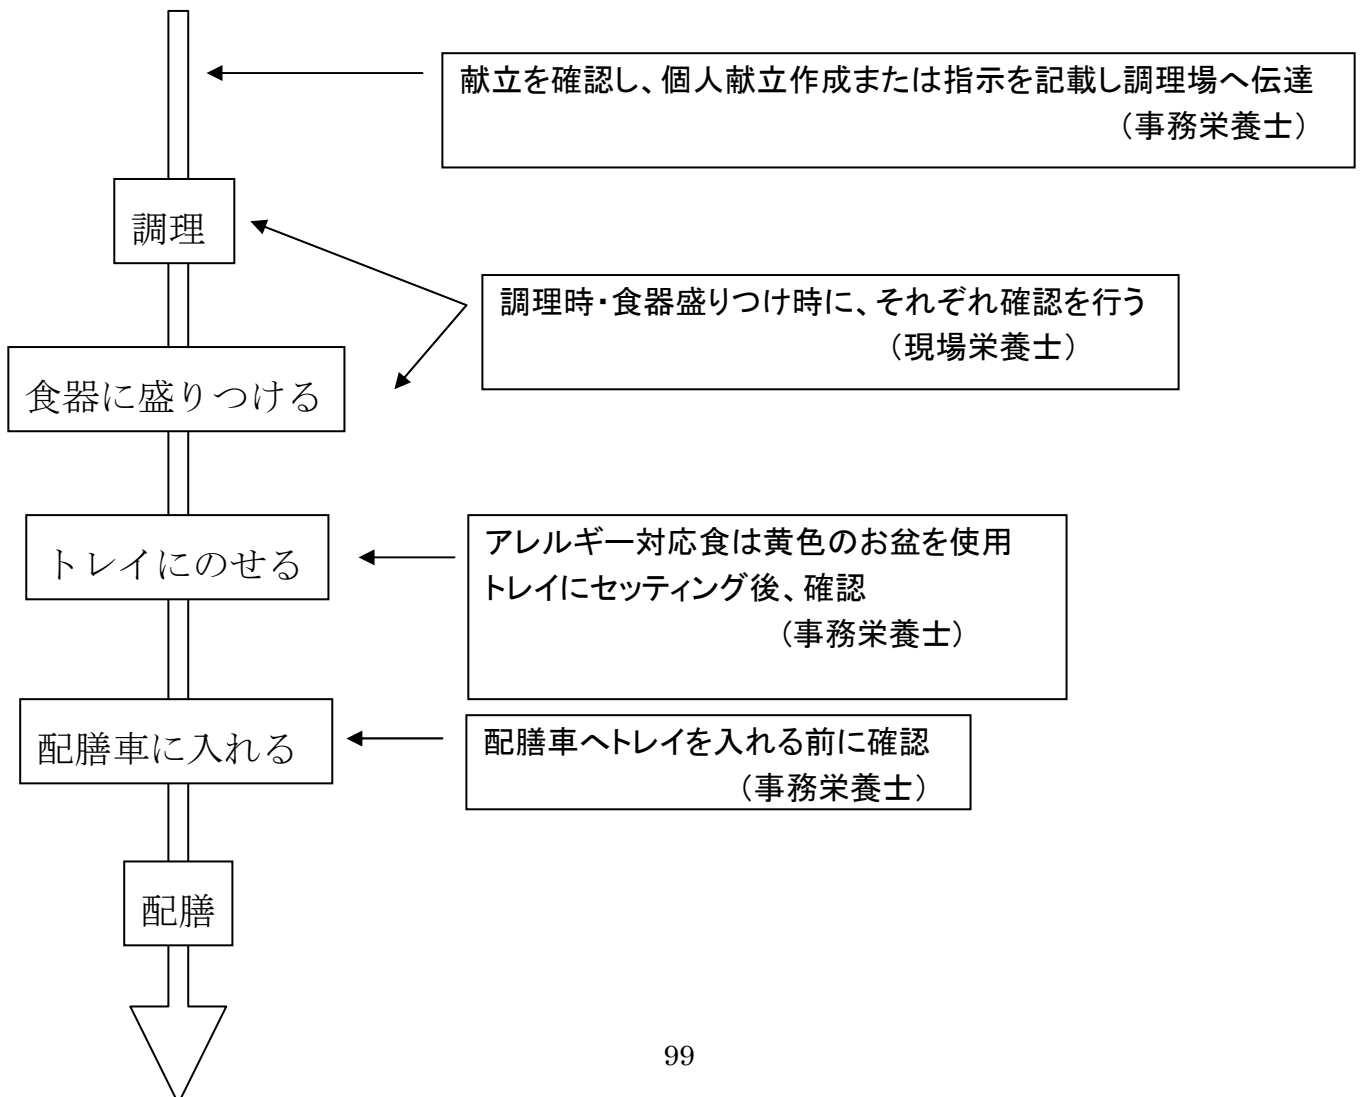 献立を確認し、個人献立作成または指示を記載し調理場へ伝達
（事務栄養士）
調理
調理時・食器盛りつけ時に、それぞれ確認を行う
（現場栄養士）
食器に盛りつける
トレイにのせる
アレルギー対応食は黄色のお盆を使用
トレイにセッティング後、確認
（事務栄養士）
配膳車に入れる
配膳車へトレイを入れる前に確認
（事務栄養士）
配膳
99